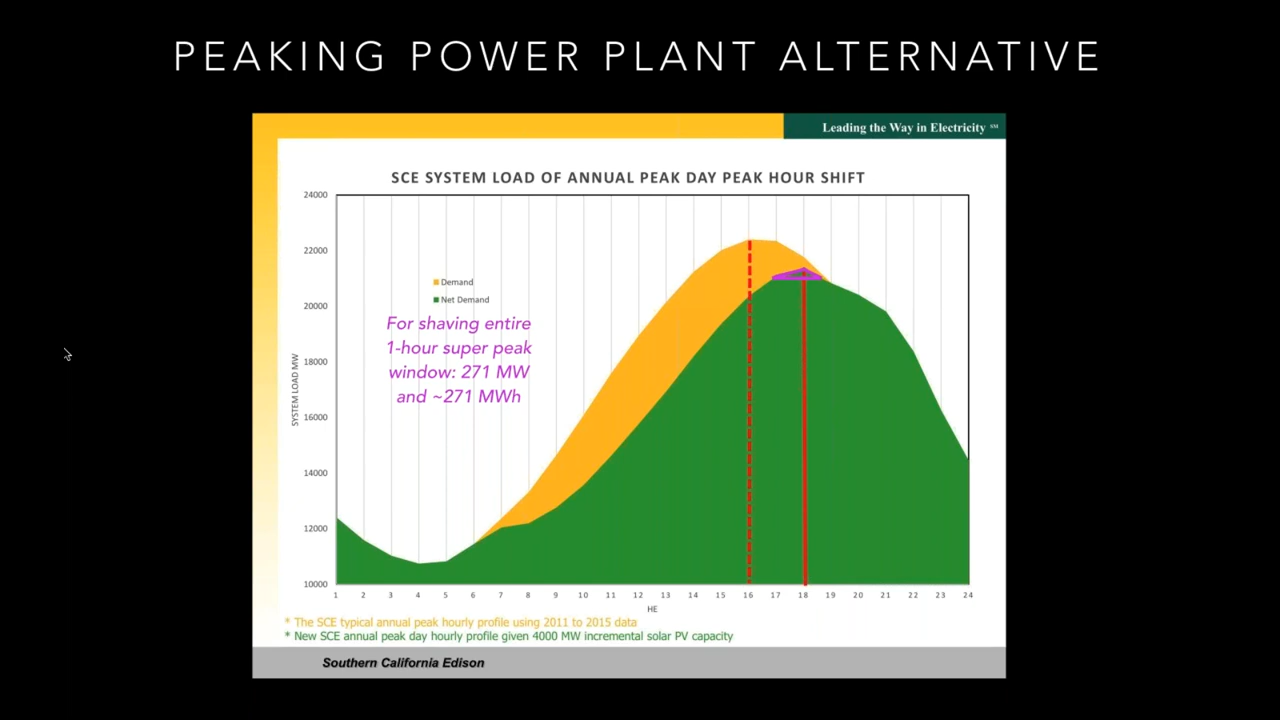 PEAKING POWER PLANT ALTERNATIVE
Leading the Way in Electricity ℠
SCE SYSTEM LOAD OF ANNUAL PEAK DAY PEAK HOUR SHIFT
24000
22000
20000
18000
16000
14000
12000
10000
SYSTEM LOAD MW
Demand
Net Demand
For shaving entire
1-hour super peak
window: 271 MW
and ~271 MWh
1 2 3 4 5 6 7 8 9 10 11 12 13 14 15 16 17 18 19 20 21 22 23 24
HE
* The SCE typical annual peak hourly profile using 2011 to 2015 data
* New SCE annual peak day hourly profile given 4000 MW incremental solar PV capacity
Southern California Edison